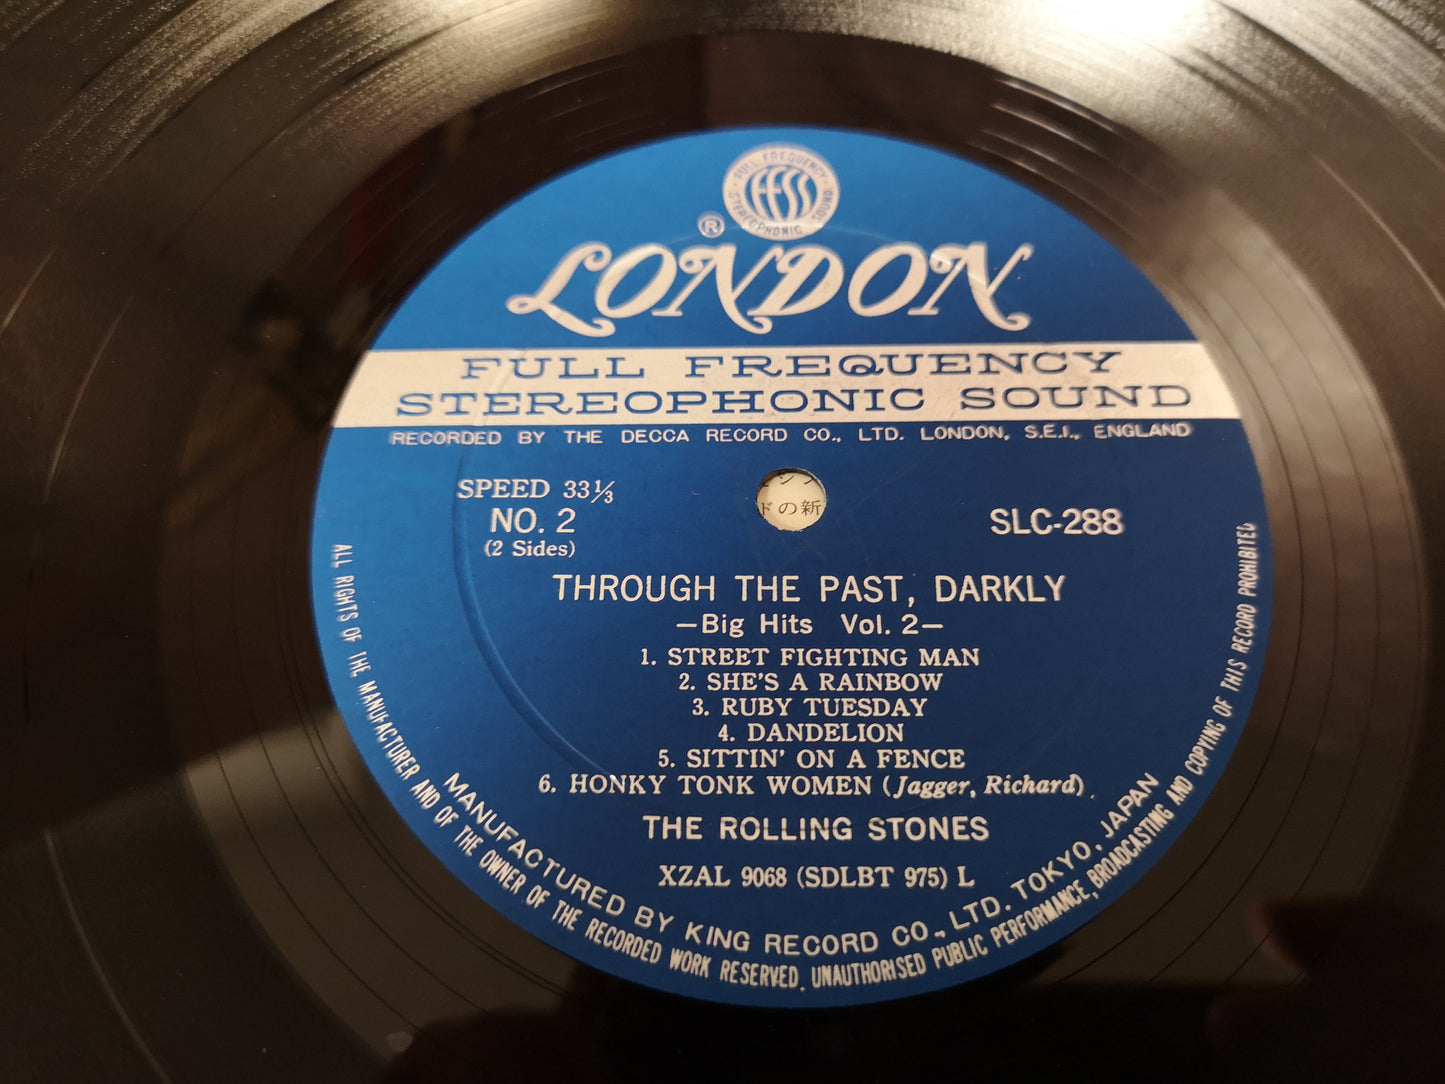 FULL FREQUENCY
FFSS
STEREOPHONIC SOUND
®
LONDON
FULL FREQUENCY
STEREOPHONIC SOUND
RECORDED BY THE DECCA RECORD CO., LTD. LONDON, S.E.1., ENGLAND
SPEED 33⅓
NO. 2
(2 Sides)
ドの新
SLC-288
THROUGH THE PAST, DARKLY
—Big Hits Vol. 2—
1. STREET FIGHTING MAN
2. SHE'S A RAINBOW
3. RUBY TUESDAY
4. DANDELION
5. SITTIN' ON A FENCE
6. HONKY TONK WOMEN (Jagger, Richard)
THE ROLLING STONES
XZAL 9068 (SDLBT 975) L
MANUFACTURED BY KING RECORD CO., LTD. TOKYO, JAPAN
ALL RIGHTS OF THE MANUFACTURER AND OF THE OWNER OF THE RECORDED WORK RESERVED. UNAUTHORISED PUBLIC PERFORMANCE, BROADCASTING AND COPYING OF THIS RECORD PROHIBITED